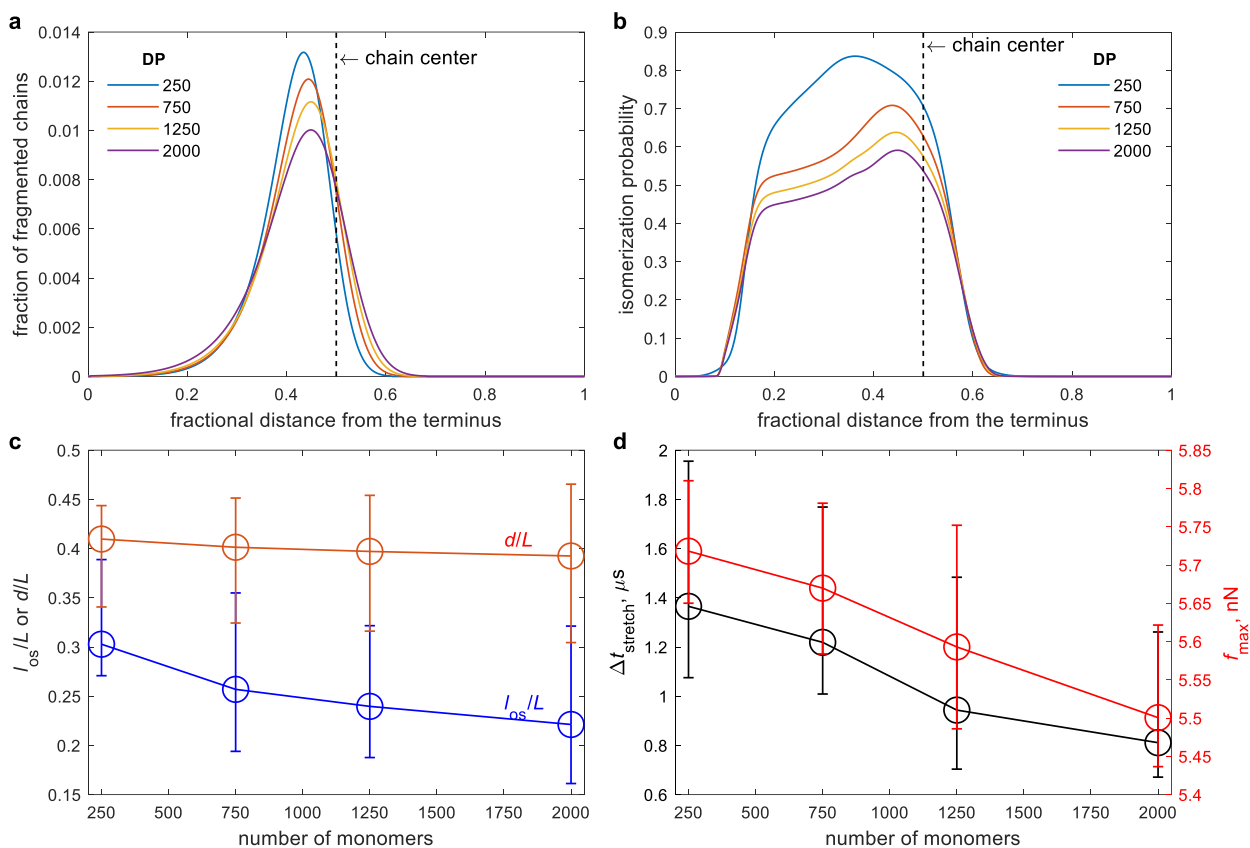 a
0.014
0.012
0.01
0.008
0.006
0.004
0.002
0
fraction of fragmented chains
DP
250
750
1250
2000
← chain center
0 0.2 0.4 0.6 0.8 1
fractional distance from the terminus
b
0.9
0.8
0.7
0.6
0.5
0.4
0.3
0.2
0.1
0
isomerization probability
← chain center
DP
250
750
1250
2000
0 0.2 0.4 0.6 0.8 1
fractional distance from the terminus
c
0.5
0.45
0.4
0.35
0.3
0.25
0.2
0.15
l_os/L or d/L
d/L
l_os/L
250 500 750 1000 1250 1500 1750 2000
number of monomers
d
2
1.8
1.6
1.4
1.2
1
0.8
0.6
Δt_stretch, μs
5.85
5.8
5.75
5.7
5.65
5.6
5.55
5.5
5.45
5.4
f_max, nN
250 500 750 1000 1250 1500 1750 2000
number of monomers